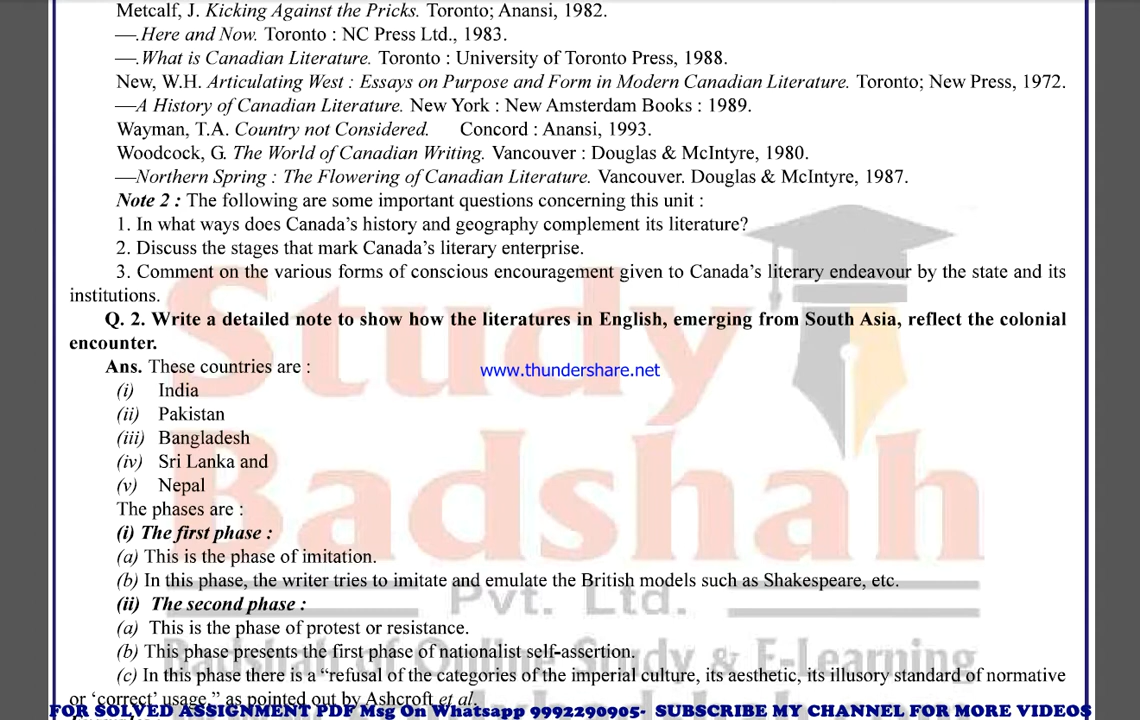 Metcalf, J. Kicking Against the Pricks. Toronto; Anansi, 1982.
—.Here and Now. Toronto : NC Press Ltd., 1983.
—.What is Canadian Literature. Toronto : University of Toronto Press, 1988.
New, W.H. Articulating West : Essays on Purpose and Form in Modern Canadian Literature. Toronto; New Press, 1972.
—A History of Canadian Literature. New York : New Amsterdam Books : 1989.
Wayman, T.A. Country not Considered. Concord : Anansi, 1993.
Woodcock, G. The World of Canadian Writing. Vancouver : Douglas & McIntyre, 1980.
—Northern Spring : The Flowering of Canadian Literature. Vancouver. Douglas & McIntyre, 1987.
Note 2 : The following are some important questions concerning this unit :
1. In what ways does Canada's history and geography complement its literature?
2. Discuss the stages that mark Canada's literary enterprise.
3. Comment on the various forms of conscious encouragement given to Canada's literary endeavour by the state and its
institutions.
Q. 2. Write a detailed note to show how the literatures in English, emerging from South Asia, reflect the colonial
encounter.
Ans. These countries are :
www.thundershare.net
(i) India
(ii) Pakistan
(iii) Bangladesh
(iv) Sri Lanka and
(v) Nepal
The phases are :
(i) The first phase :
(a) This is the phase of imitation.
(b) In this phase, the writer tries to imitate and emulate the British models such as Shakespeare, etc.
(ii) The second phase :
(a) This is the phase of protest or resistance.
(b) This phase presents the first phase of nationalist self-assertion.
(c) In this phase there is a "refusal of the categories of the imperial culture, its aesthetic, its illusory standard of normative
or 'correct' usage," as pointed out by Ashcroft et al.
Study
Badshah
Pvt. Ltd.
Badshah of Online Study & E-Learning
FOR SOLVED ASSIGNMENT PDF Msg On Whatsapp 9992290905- SUBSCRIBE MY CHANNEL FOR MORE VIDEOS